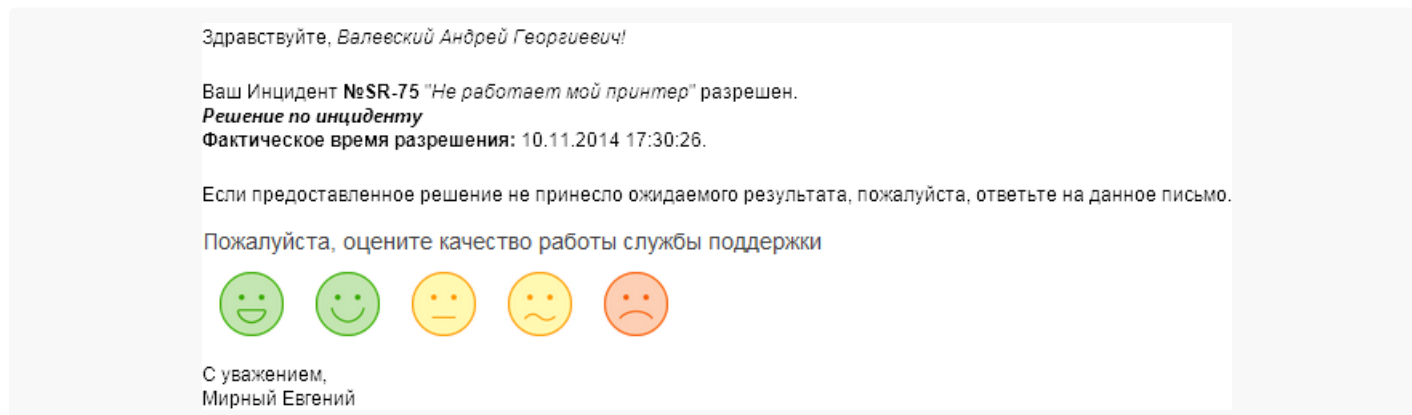 Здравствуйте, Валеевский Андрей Георгиевич!
Ваш Инцидент №SR-75 "Не работает мой принтер" разрешен.
Решение по инциденту
Фактическое время разрешения: 10.11.2014 17:30:26.
Если предоставленное решение не принесло ожидаемого результата, пожалуйста, ответьте на данное письмо.
Пожалуйста, оцените качество работы службы поддержки
С уважением,
Мирный Евгений